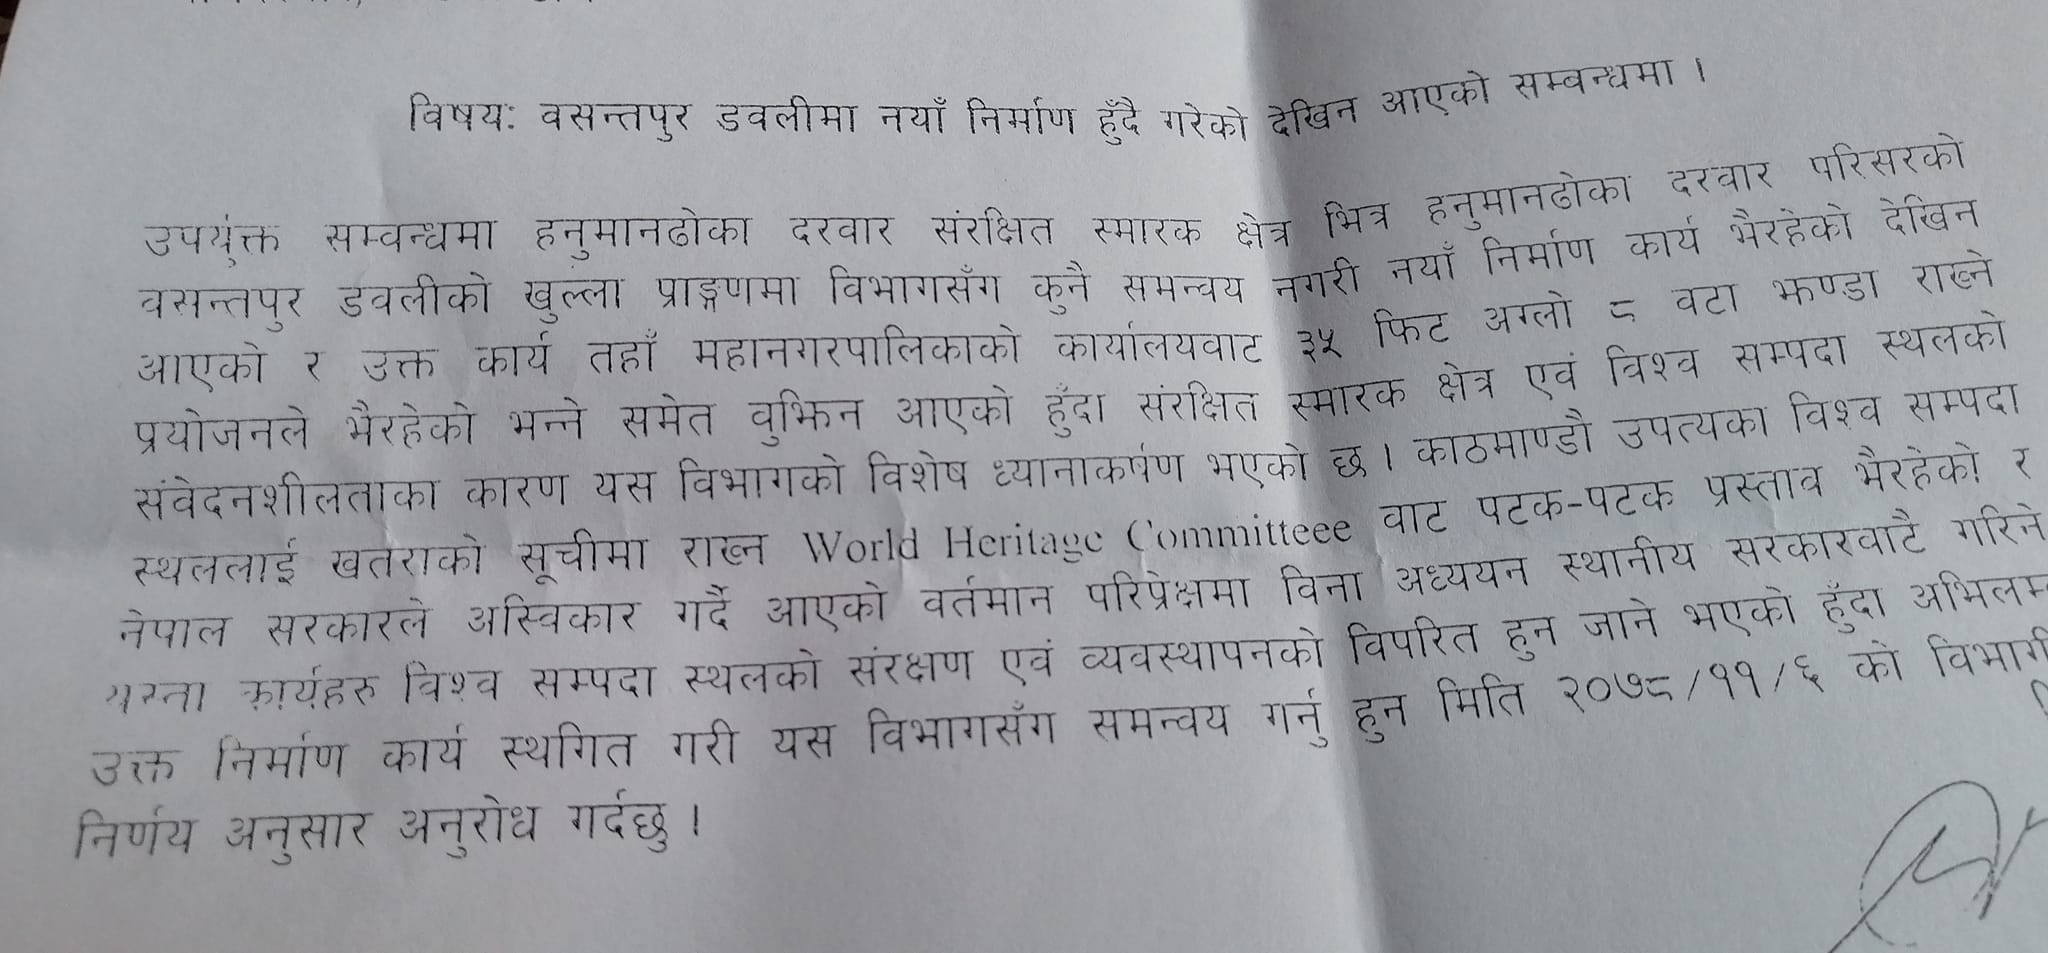 विषय: वसन्तपुर डवलीमा नयाँ निर्माण हुँदै गरेको देखिन आएको सम्वन्धमा ।
उपर्युक्त सम्वन्धमा हनुमानढोका दरवार संरक्षित स्मारक क्षेत्र भित्र हनुमानढोका दरवार परिसरको
वसन्तपुर डवलीको खुल्ला प्राङ्गणमा विभागसँग कुनै समन्वय नगरी नयाँ निर्माण कार्य भैरहेको देखिन
आएको र उक्त कार्य तहाँ महानगरपालिकाको कार्यालयवाट ३५ फिट अग्लो ८ वटा झण्डा राख्ने
प्रयोजनले भैरहेको भन्ने समेत वुझिन आएको हुँदा संरक्षित स्मारक क्षेत्र एवं विश्व सम्पदा स्थलको
संवेदनशीलताका कारण यस विभागको विशेष ध्यानाकर्षण भएको छ । काठमाण्डौ उपत्यका विश्व सम्पदा
स्थललाई खतराको सूचीमा राख्न World Heritage Committeee वाट पटक-पटक प्रस्ताव भैरहेको र
नेपाल सरकारले अस्विकार गर्दै आएको वर्तमान परिप्रेक्षमा विना अध्ययन स्थानीय सरकारवाटै गरिने
यस्ता कार्यहरु विश्व सम्पदा स्थलको संरक्षण एवं व्यवस्थापनको विपरित हुन जाने भएको हुँदा
उक्त निर्माण कार्य स्थगित गरी यस विभागसँग समन्वय गर्नु हुन मिति २०७८/११/६ को
निर्णय अनुसार अनुरोध गर्दछु ।